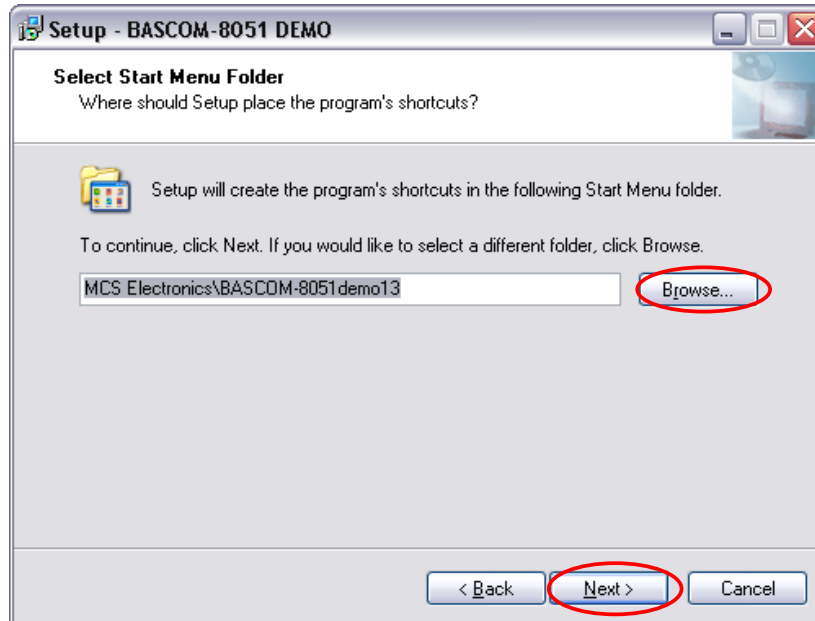 Setup - BASCOM-8051 DEMO
Select Start Menu Folder
Where should Setup place the program's shortcuts?
Setup will create the program's shortcuts in the following Start Menu folder.
To continue, click Next. If you would like to select a different folder, click Browse.
MCS Electronics\BASCOM-8051demo13
Browse...
< Back
Next >
Cancel